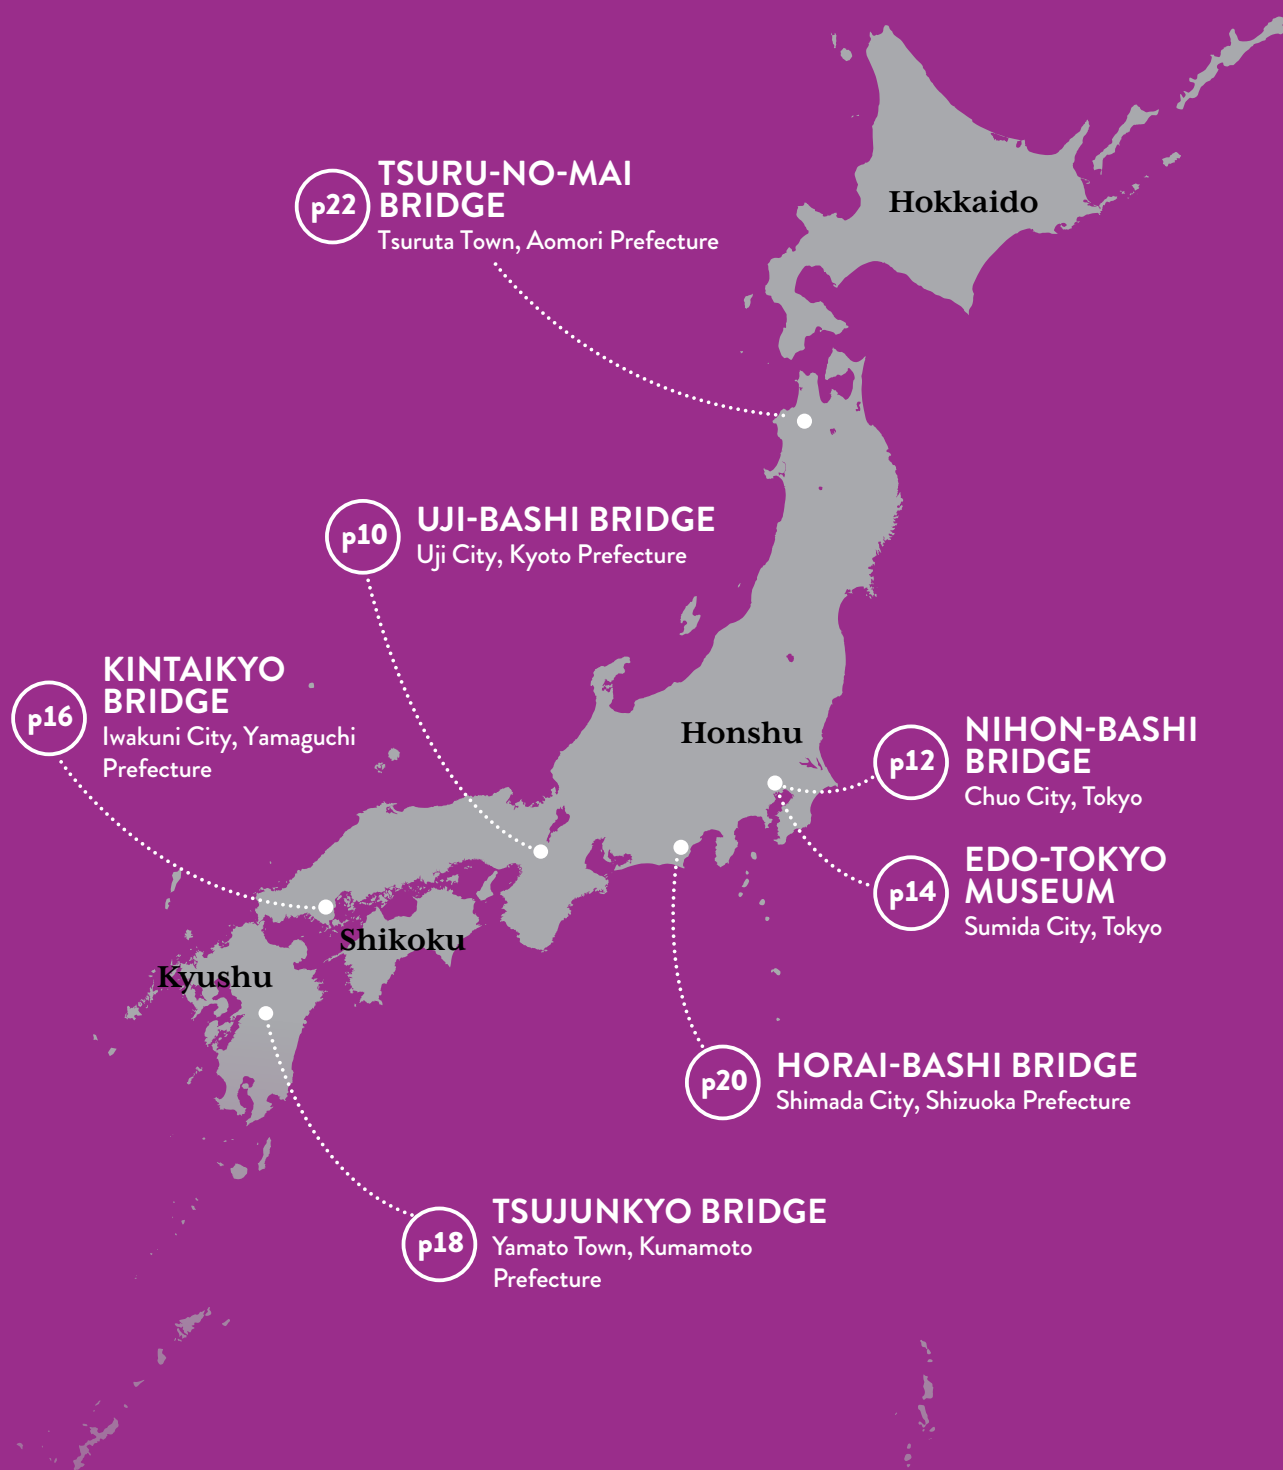 Hokkaido
p22
TSURU-NO-MAI
BRIDGE
Tsuruta Town, Aomori Prefecture
p10
UJI-BASHI BRIDGE
Uji City, Kyoto Prefecture
p16
KINTAIKYO
BRIDGE
Iwakuni City, Yamaguchi
Prefecture
Honshu
p12
NIHON-BASHI
BRIDGE
Chuo City, Tokyo
p14
EDO-TOKYO
MUSEUM
Sumida City, Tokyo
Shikoku
Kyushu
p20
HORAI-BASHI BRIDGE
Shimada City, Shizuoka Prefecture
p18
TSUJUNKYO BRIDGE
Yamato Town, Kumamoto
Prefecture